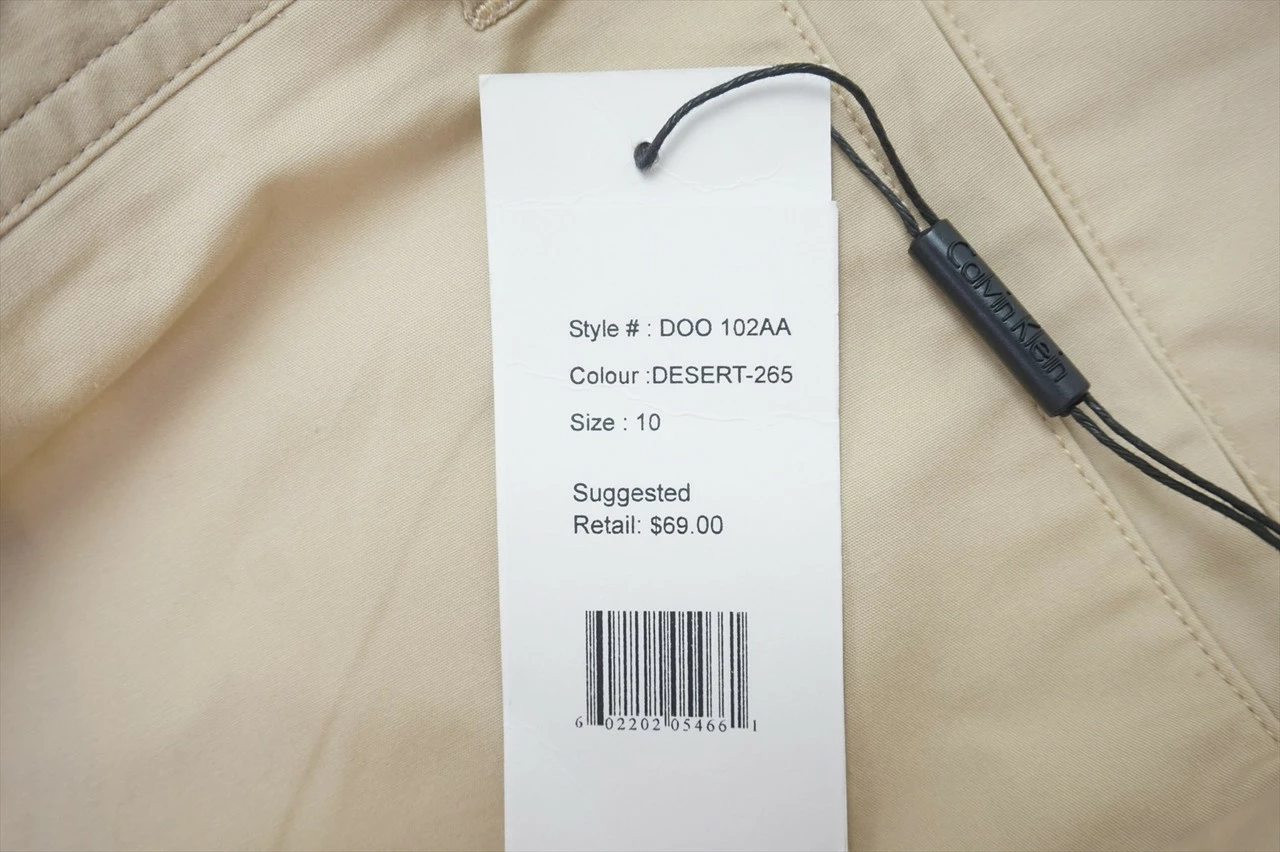 Calvin Klein
Style # : DOO 102AA
Colour :DESERT-265
Size : 10
Suggested
Retail: $69.00
6 02202 05466 1